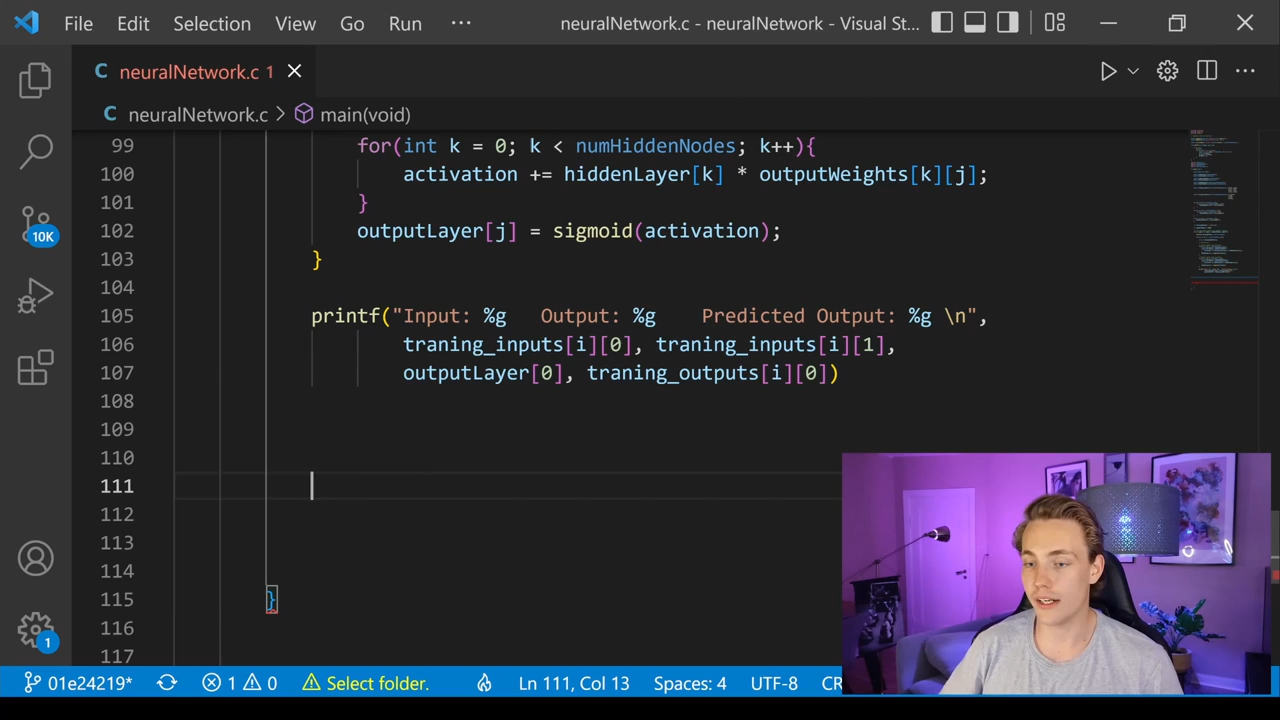 File Edit Selection View Go Run ··· neuralNetwork.c - neuralNetwork - Visual St...
C neuralNetwork.c 1
C neuralNetwork.c > main(void)
99 for(int k = 0; k < numHiddenNodes; k++){
100 activation += hiddenLayer[k] * outputWeights[k][j];
101 }
102 outputLayer[j] = sigmoid(activation);
103 }
104
105 printf("Input: %g   Output: %g    Predicted Output: %g \n",
106 traning_inputs[i][0], traning_inputs[i][1],
107 outputLayer[0], traning_outputs[i][0])
108
109
110
111
112
113
114
115 }
116
117
10K
1
01e24219* 1 0 Select folder. Ln 111, Col 13 Spaces: 4 UTF-8 CR